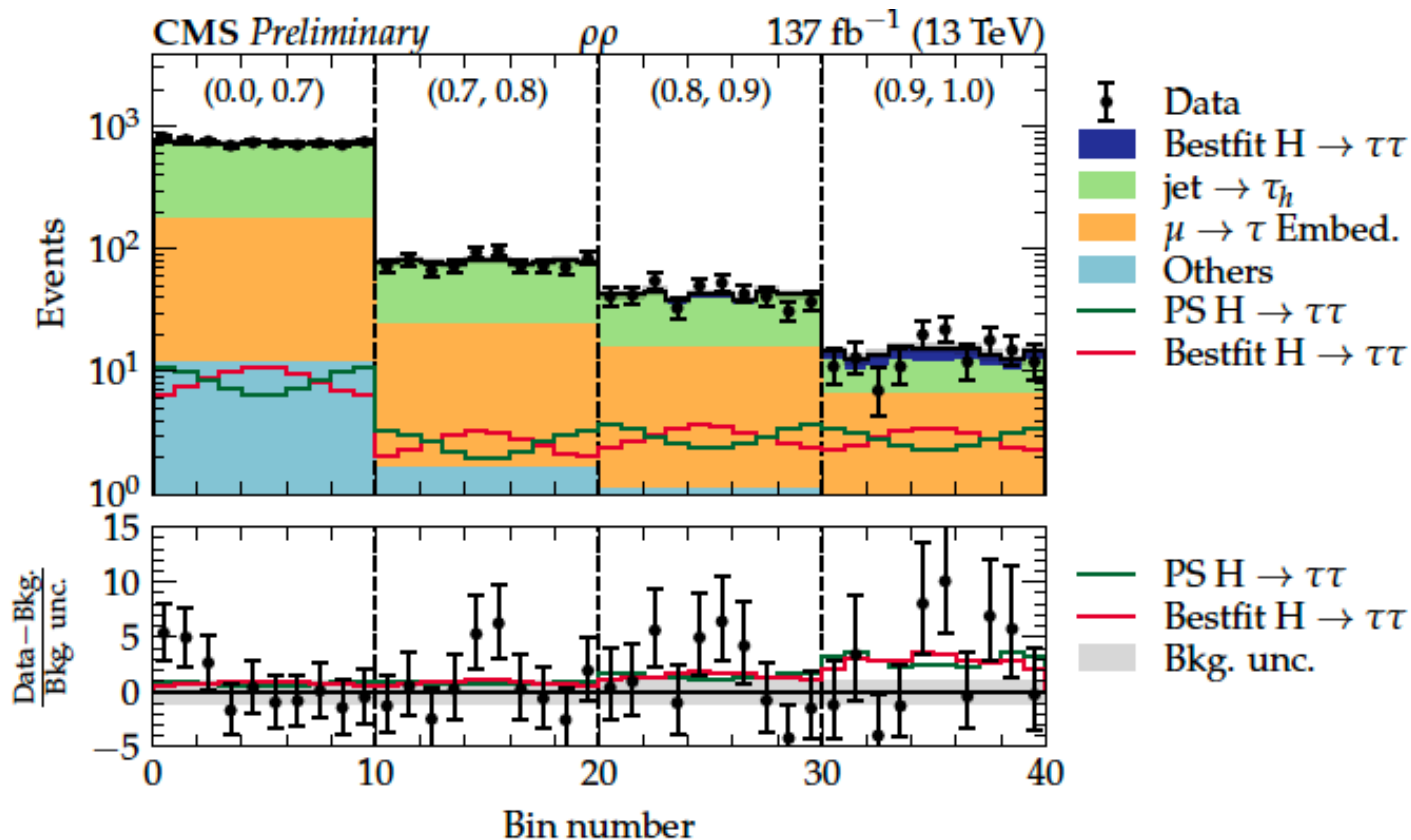 CMS Preliminary ρρ 137 fb⁻¹ (13 TeV)
(0.0, 0.7) (0.7, 0.8) (0.8, 0.9) (0.9, 1.0)
10³
10²
10¹
10⁰
Events
Data
Bestfit H → ττ
jet → τₕ
μ → τ Embed.
Others
PS H → ττ
Bestfit H → ττ
15
10
5
0
−5
Data−Bkg.
Bkg. unc.
PS H → ττ
Bestfit H → ττ
Bkg. unc.
0 10 20 30 40
Bin number